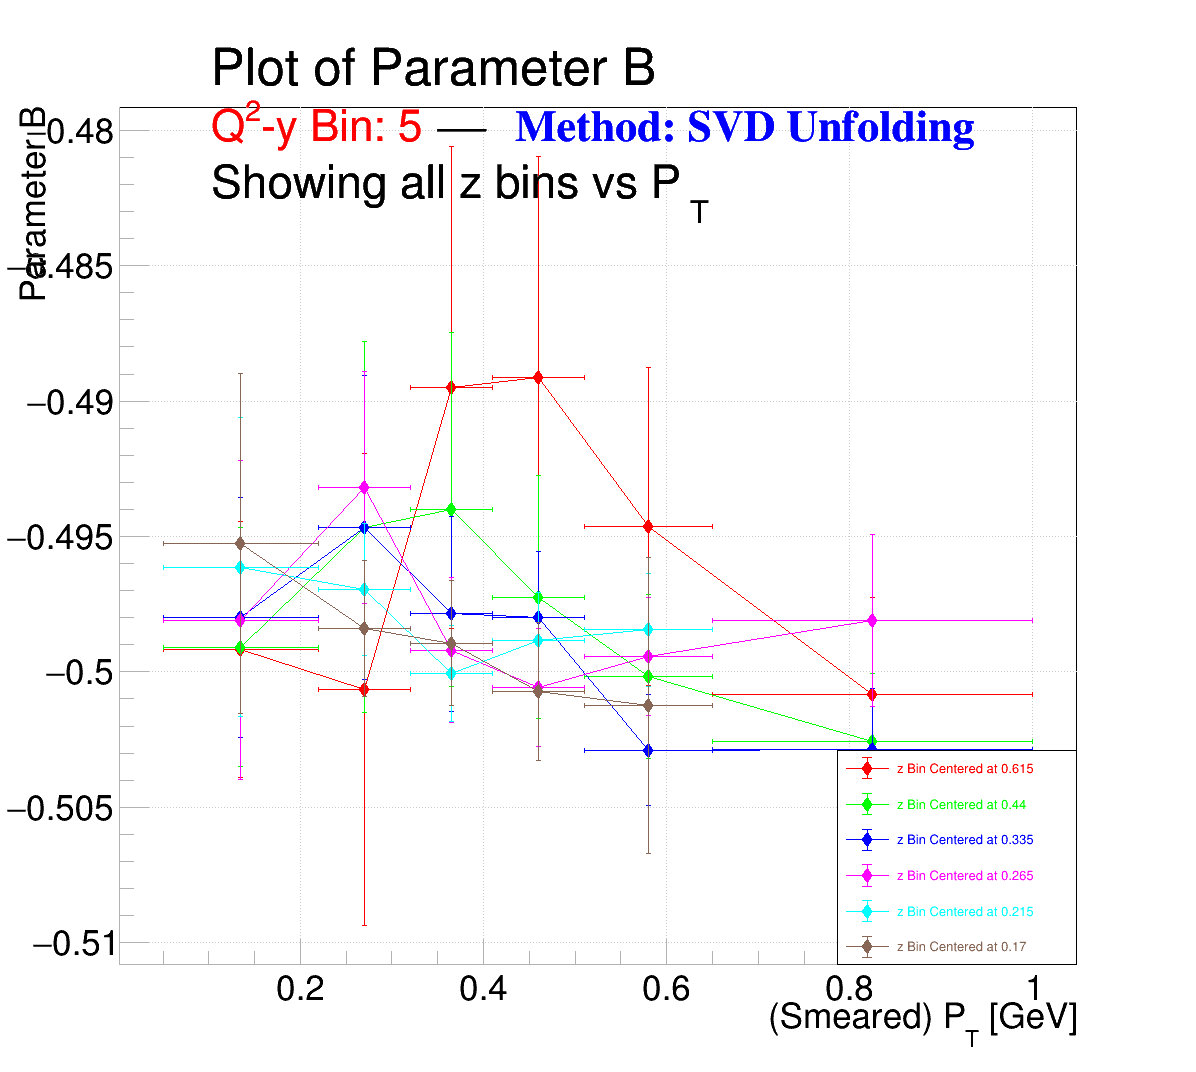 Plot of Parameter B
Q²-y Bin: 5 — Method: SVD Unfolding
Showing all z bins vs P_T
Parameter B
−0.48
−0.485
−0.49
−0.495
−0.5
−0.505
−0.51
z Bin Centered at 0.615
z Bin Centered at 0.44
z Bin Centered at 0.335
z Bin Centered at 0.265
z Bin Centered at 0.215
z Bin Centered at 0.17
0.2 0.4 0.6 0.8 1
(Smeared) P_T [GeV]